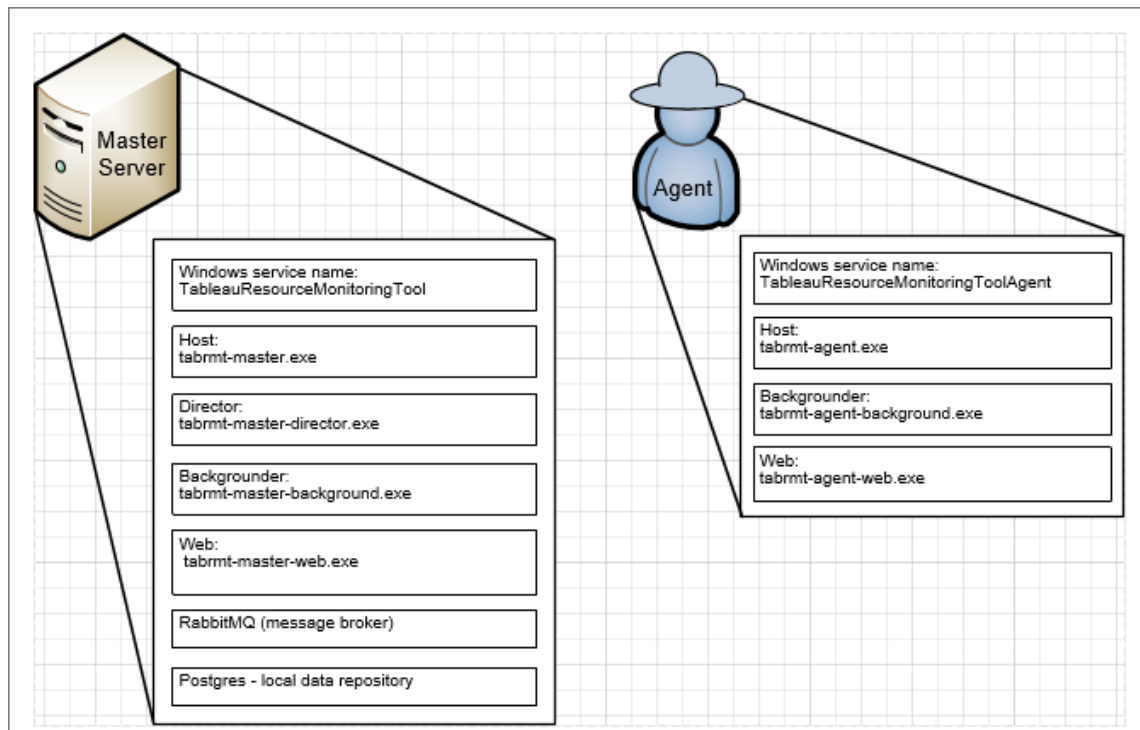 Master
Server
Windows service name:
TableauResourceMonitoringTool
Host:
tabrmt-master.exe
Director:
tabrmt-master-director.exe
Backgrounder:
tabrmt-master-background.exe
Web:
tabrmt-master-web.exe
RabbitMQ (message broker)
Postgres - local data repository
Agent
Windows service name:
TableauResourceMonitoringToolAgent
Host:
tabrmt-agent.exe
Backgrounder:
tabrmt-agent-background.exe
Web:
tabrmt-agent-web.exe